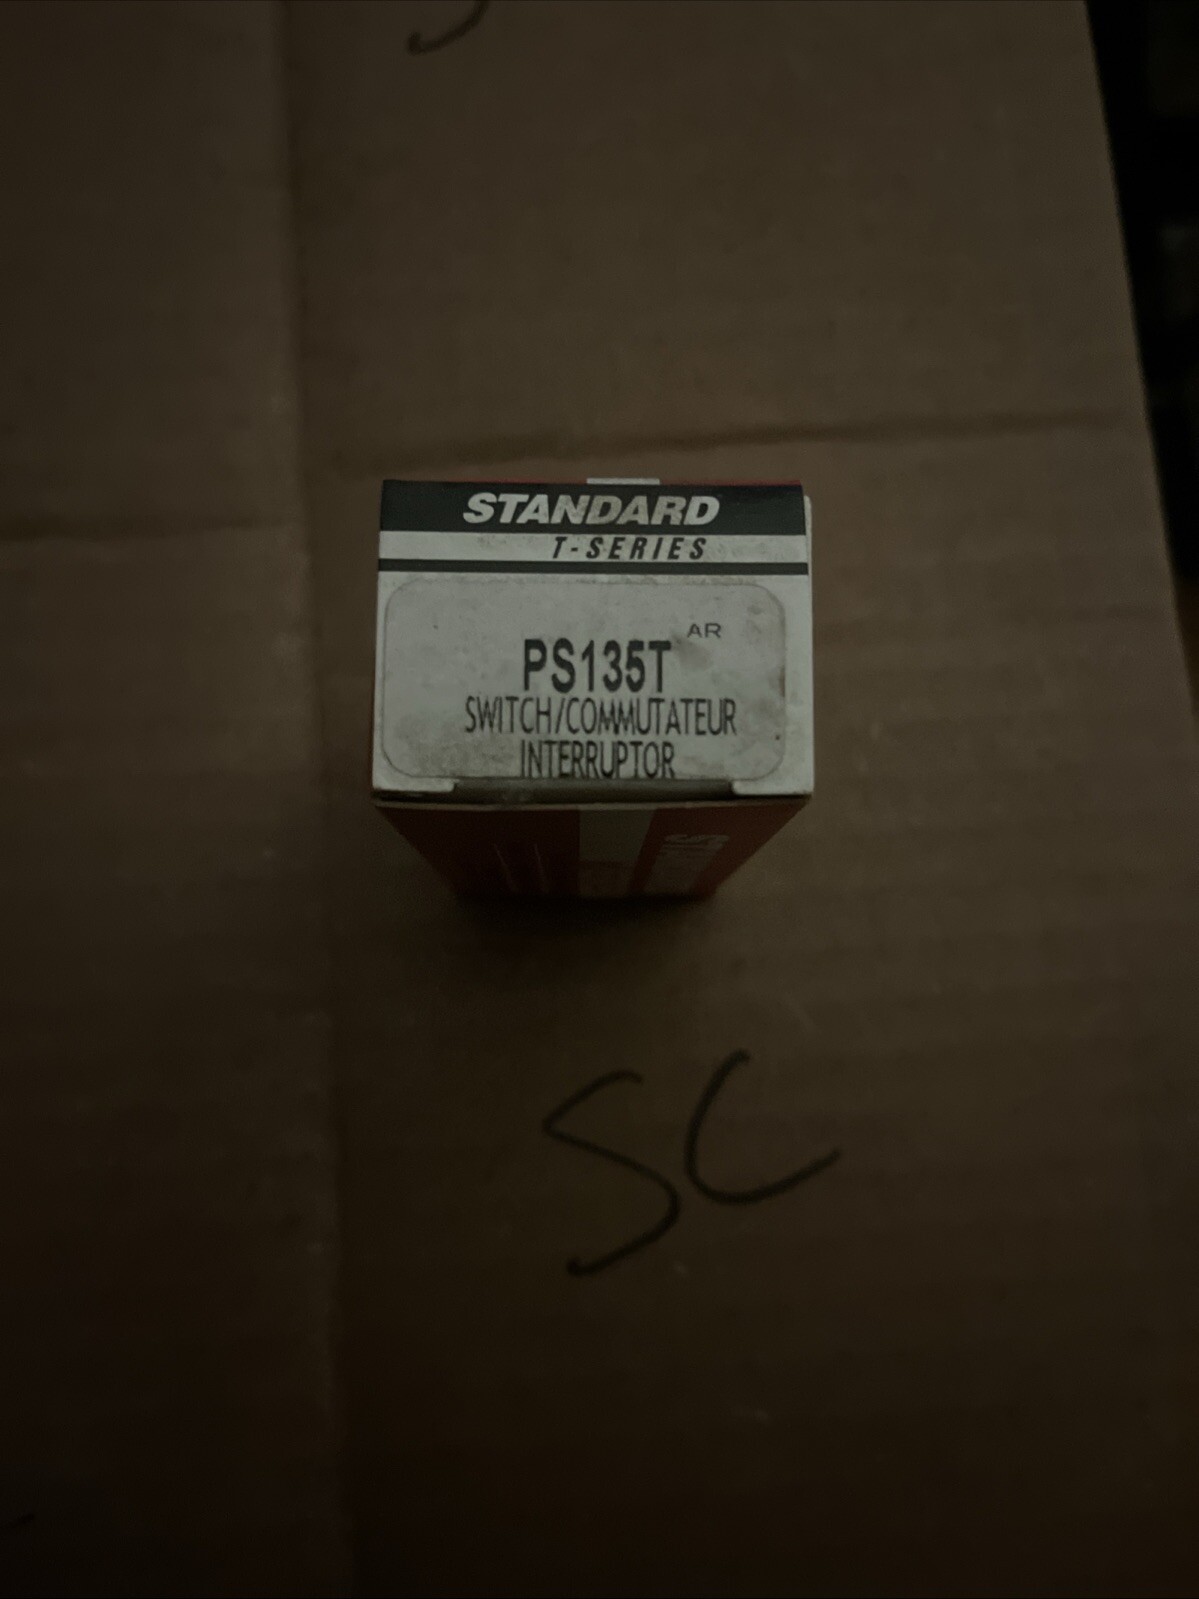 STANDARD
T-SERIES
AR
PS135T
SWITCH/COMMUTATEUR
INTERRUPTOR
SC